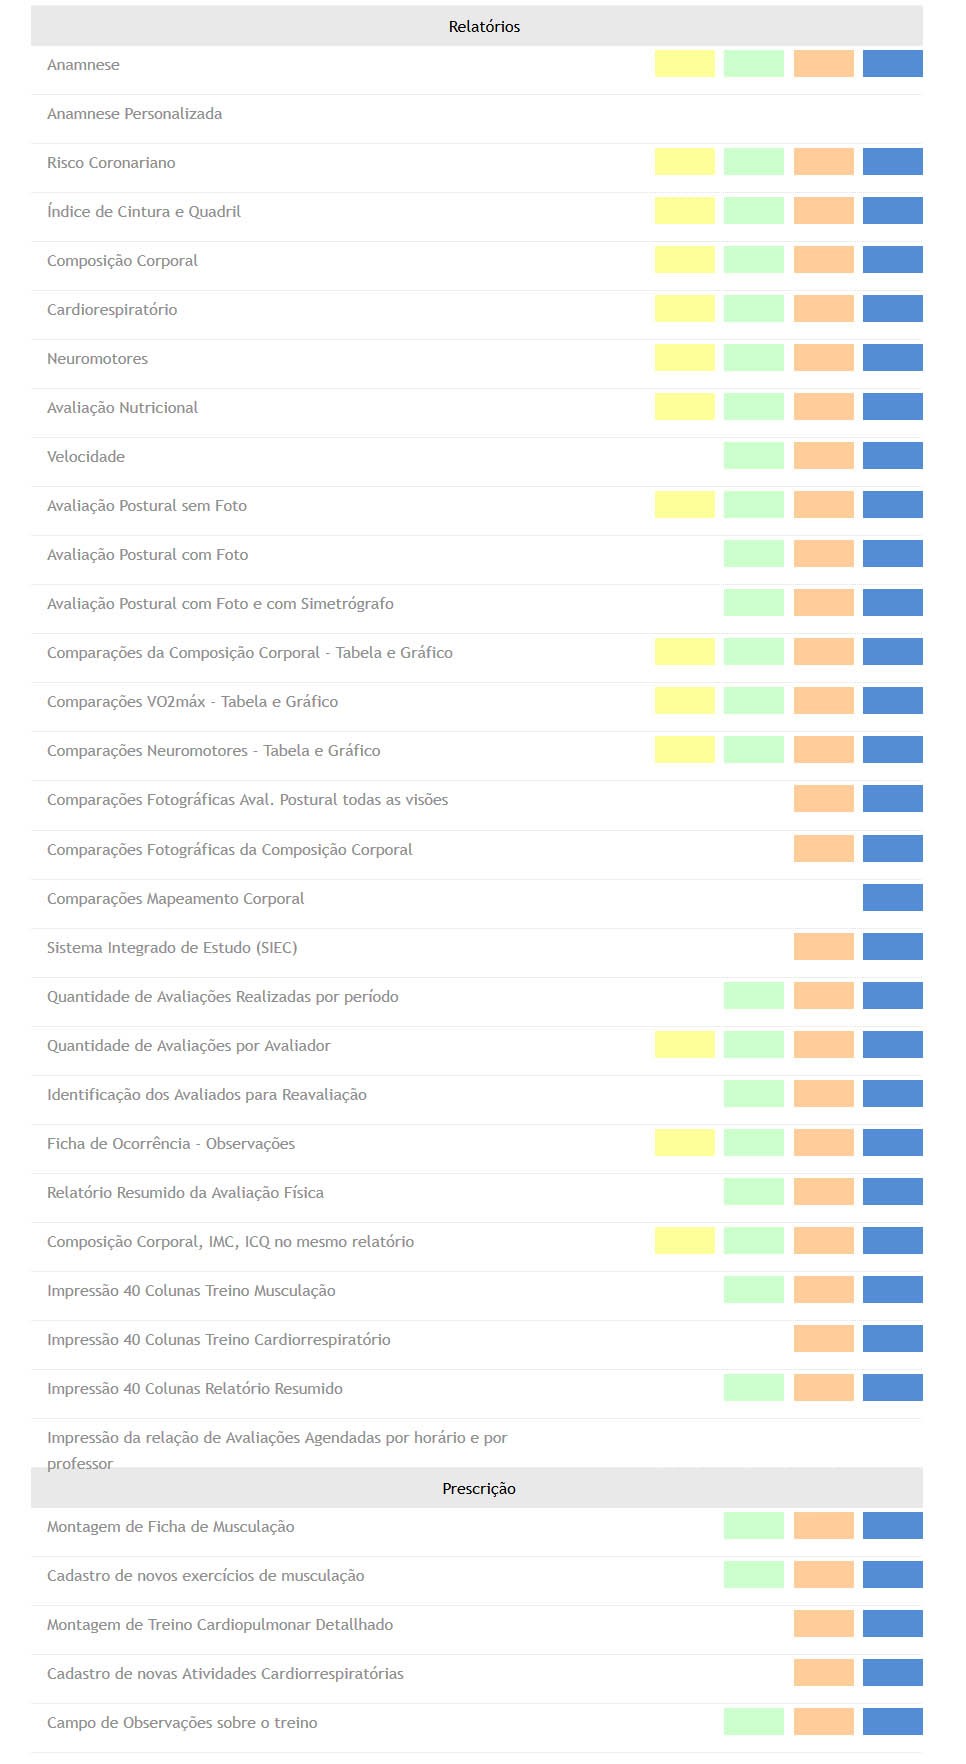 Relatórios
Anamnese
Anamnese Personalizada
Risco Coronariano
Índice de Cintura e Quadril
Composição Corporal
Cardiorespiratório
Neuromotores
Avaliação Nutricional
Velocidade
Avaliação Postural sem Foto
Avaliação Postural com Foto
Avaliação Postural com Foto e com Simetrógrafo
Comparações da Composição Corporal - Tabela e Gráfico
Comparações VO2máx - Tabela e Gráfico
Comparações Neuromotores - Tabela e Gráfico
Comparações Fotográficas Aval. Postural todas as visões
Comparações Fotográficas da Composição Corporal
Comparações Mapeamento Corporal
Sistema Integrado de Estudo (SIEC)
Quantidade de Avaliações Realizadas por período
Quantidade de Avaliações por Avaliador
Identificação dos Avaliados para Reavaliação
Ficha de Ocorrência - Observações
Relatório Resumido da Avaliação Física
Composição Corporal, IMC, ICQ no mesmo relatório
Impressão 40 Colunas Treino Musculação
Impressão 40 Colunas Treino Cardiorrespiratório
Impressão 40 Colunas Relatório Resumido
Impressão da relação de Avaliações Agendadas por horário e por
professor
Prescrição
Montagem de Ficha de Musculação
Cadastro de novos exercícios de musculação
Montagem de Treino Cardiopulmonar Detallhado
Cadastro de novas Atividades Cardiorrespiratórias
Campo de Observações sobre o treino